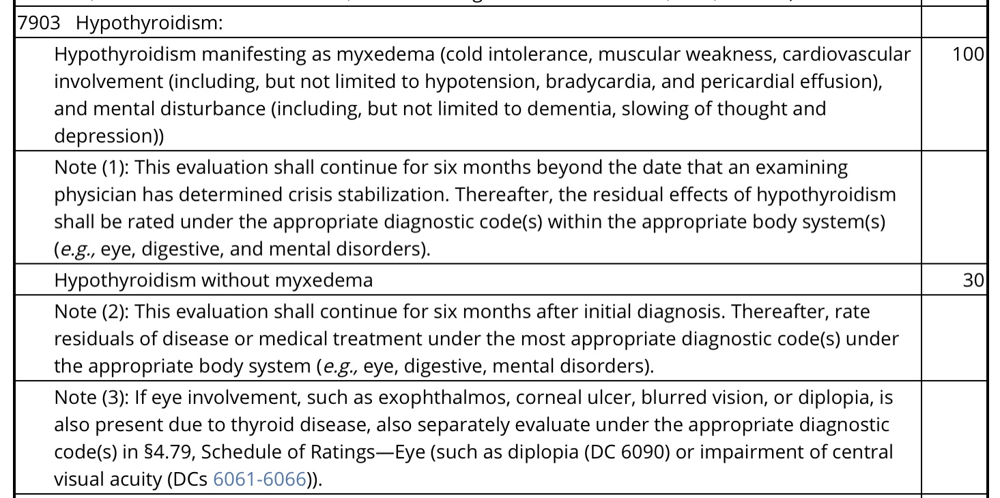 7903 Hypothyroidism:
Hypothyroidism manifesting as myxedema (cold intolerance, muscular weakness, cardiovascular 100
involvement (including, but not limited to hypotension, bradycardia, and pericardial effusion),
and mental disturbance (including, but not limited to dementia, slowing of thought and
depression))
Note (1): This evaluation shall continue for six months beyond the date that an examining
physician has determined crisis stabilization. Thereafter, the residual effects of hypothyroidism
shall be rated under the appropriate diagnostic code(s) within the appropriate body system(s)
(e.g., eye, digestive, and mental disorders).
Hypothyroidism without myxedema 30
Note (2): This evaluation shall continue for six months after initial diagnosis. Thereafter, rate
residuals of disease or medical treatment under the most appropriate diagnostic code(s) under
the appropriate body system (e.g., eye, digestive, mental disorders).
Note (3): If eye involvement, such as exophthalmos, corneal ulcer, blurred vision, or diplopia, is
also present due to thyroid disease, also separately evaluate under the appropriate diagnostic
code(s) in §4.79, Schedule of Ratings—Eye (such as diplopia (DC 6090) or impairment of central
visual acuity (DCs 6061-6066)).